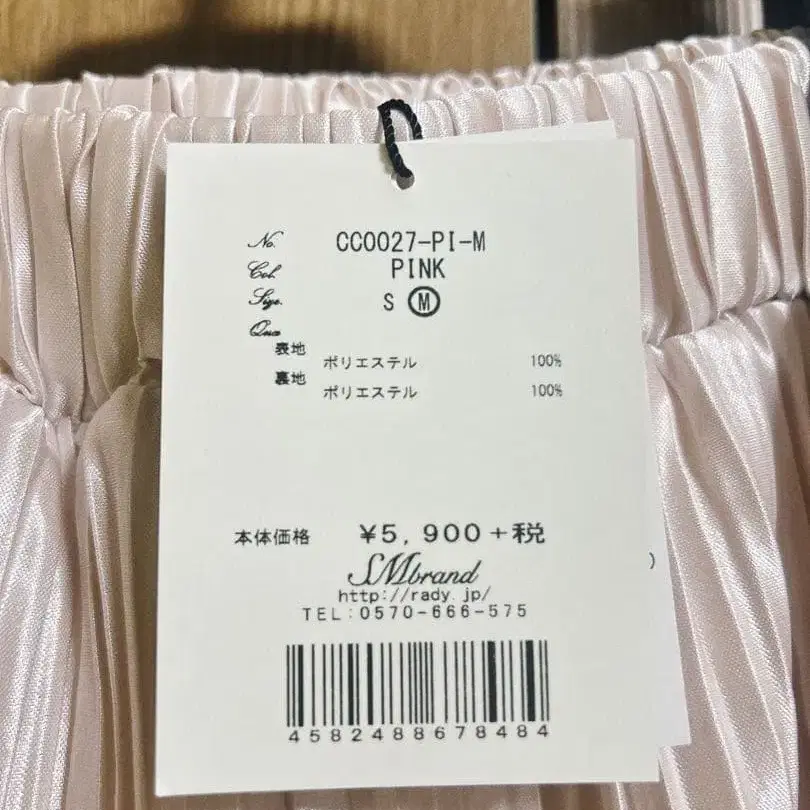 No. CC0027-PI-M
Col. PINK
Size. S M
Qua
表地 ポリエステル 100%
裏地 ポリエステル 100%
本体価格 ¥5,900+税
SMbrand
http://rady.jp/
TEL:0570-666-575
4582488678484
)